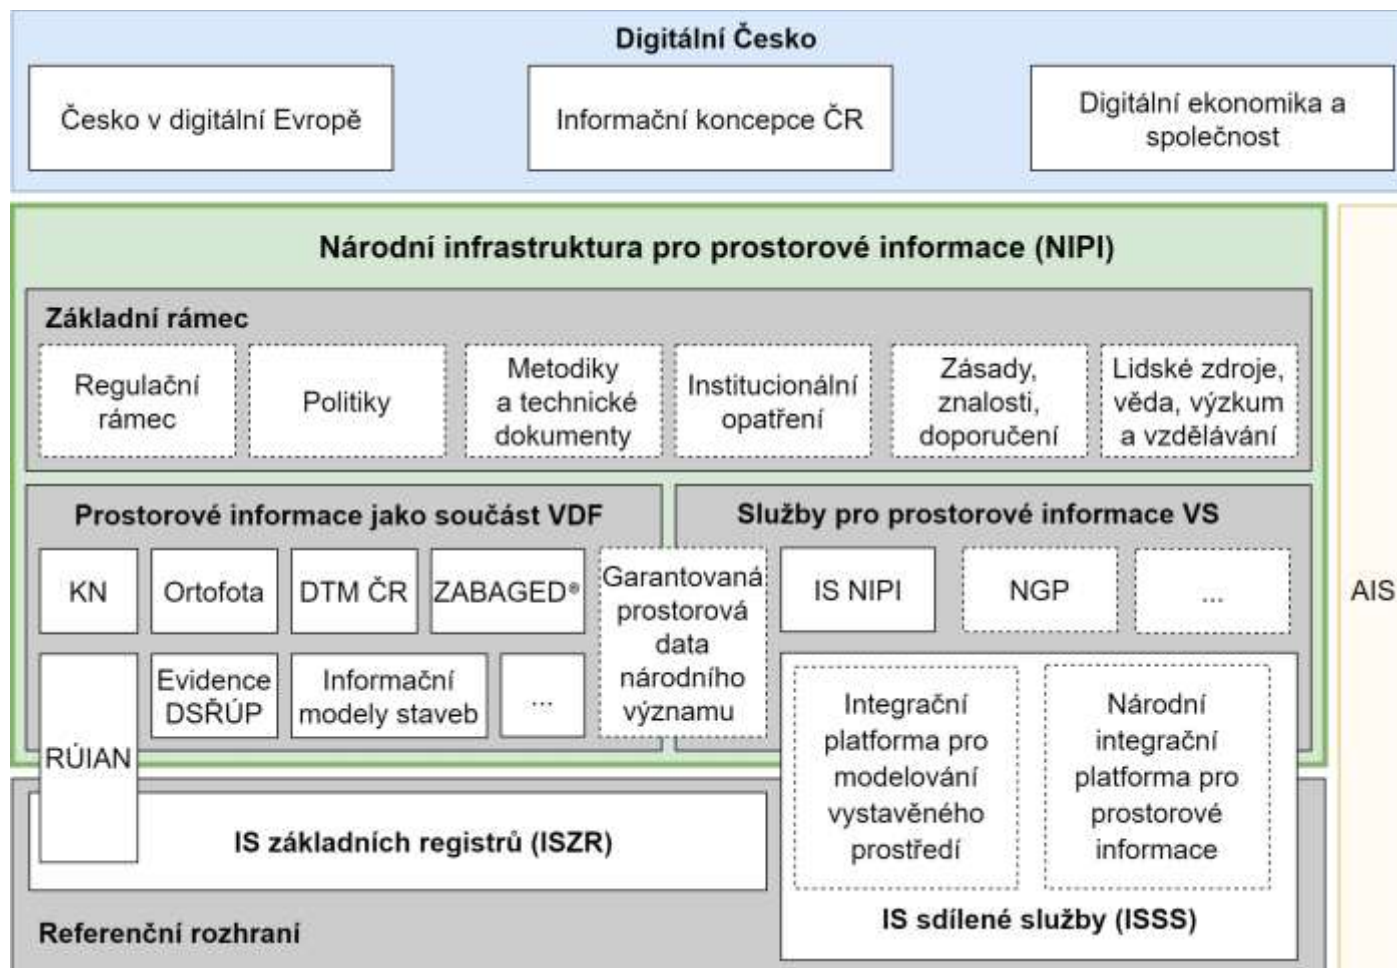 Digitální Česko
Česko v digitální Evropě
Informační koncepce ČR
Digitální ekonomika a
společnost
Národní infrastruktura pro prostorové informace (NIPI)
Základní rámec
Regulační
rámec
Politiky
Metodiky
a technické
dokumenty
Institucionální
opatření
Zásady,
znalosti,
doporučení
Lidské zdroje,
věda, výzkum
a vzdělávání
Prostorové informace jako součást VDF
KN
Ortofota
DTM ČR
ZABAGED®
RÚIAN
Evidence
DSŘÚP
Informační
modely staveb
...
Garantovaná
prostorová
data
národního
významu
Služby pro prostorové informace VS
IS NIPI
NGP
...
Integrační
platforma pro
modelování
vystavěného
prostředí
Národní
integrační
platforma pro
prostorové
informace
IS sdílené služby (ISSS)
IS základních registrů (ISZR)
Referenční rozhraní
AIS